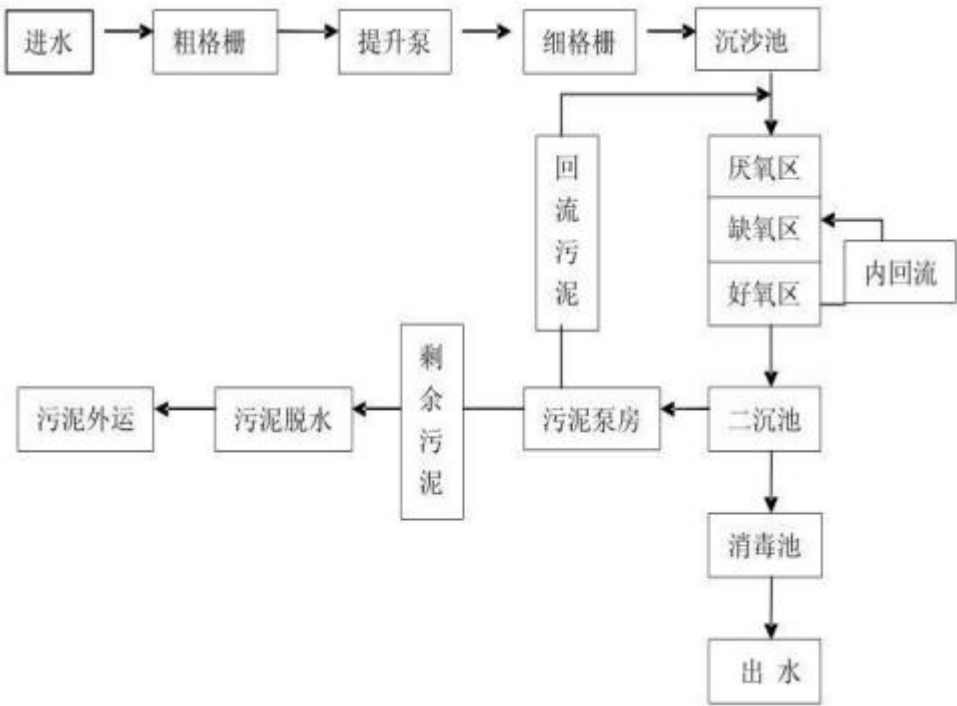 进水
粗格栅
提升泵
细格栅
沉沙池
回流污泥
厌氧区
缺氧区
内回流
好氧区
剩余污泥
污泥外运
污泥脱水
污泥泵房
二沉池
消毒池
出 水